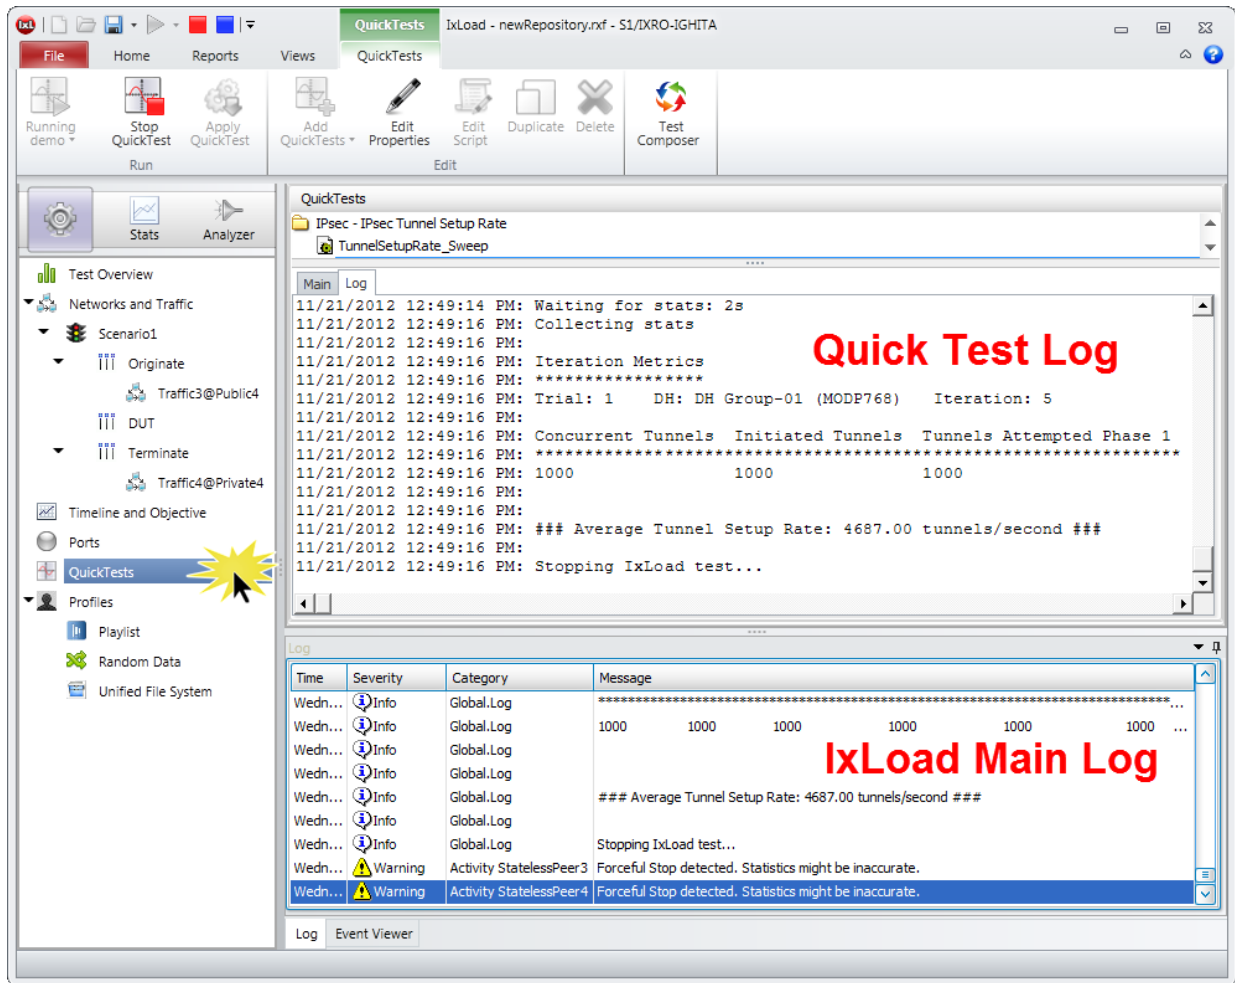 IxL
QuickTests
IxLoad - newRepository.rxf - S1/IXRO-IGHITA
File Home Reports Views QuickTests
Running demo
Stop QuickTest
Apply QuickTest
Add QuickTests
Edit Properties
Edit Script
Duplicate
Delete
Test Composer
Run
Edit
Stats
Analyzer
Test Overview
Networks and Traffic
Scenario1
Originate
Traffic3@Public4
DUT
Terminate
Traffic4@Private4
Timeline and Objective
Ports
QuickTests
Profiles
Playlist
Random Data
Unified File System
QuickTests
IPsec - IPsec Tunnel Setup Rate
TunnelSetupRate_Sweep
Main Log
11/21/2012 12:49:14 PM: Waiting for stats: 2s
11/21/2012 12:49:16 PM: Collecting stats
11/21/2012 12:49:16 PM:
11/21/2012 12:49:16 PM: Iteration Metrics
11/21/2012 12:49:16 PM: *****************
11/21/2012 12:49:16 PM: Trial: 1 DH: DH Group-01 (MODP768) Iteration: 5
11/21/2012 12:49:16 PM:
11/21/2012 12:49:16 PM: Concurrent Tunnels Initiated Tunnels Tunnels Attempted Phase 1
11/21/2012 12:49:16 PM: *****************************************************************
11/21/2012 12:49:16 PM: 1000 1000 1000
11/21/2012 12:49:16 PM:
11/21/2012 12:49:16 PM:
11/21/2012 12:49:16 PM: ### Average Tunnel Setup Rate: 4687.00 tunnels/second ###
11/21/2012 12:49:16 PM:
11/21/2012 12:49:16 PM: Stopping IxLoad test...
Quick Test Log
Log
Time Severity Category Message
Wedn... Info Global.Log ******************************************************************************...
Wedn... Info Global.Log 1000 1000 1000 1000 1000 1000 ...
Wedn... Info Global.Log
Wedn... Info Global.Log
Wedn... Info Global.Log ### Average Tunnel Setup Rate: 4687.00 tunnels/second ###
Wedn... Info Global.Log
Wedn... Info Global.Log Stopping IxLoad test...
Wedn... Warning Activity StatelessPeer3 Forceful Stop detected. Statistics might be inaccurate.
Wedn... Warning Activity StatelessPeer4 Forceful Stop detected. Statistics might be inaccurate.
IxLoad Main Log
Log Event Viewer